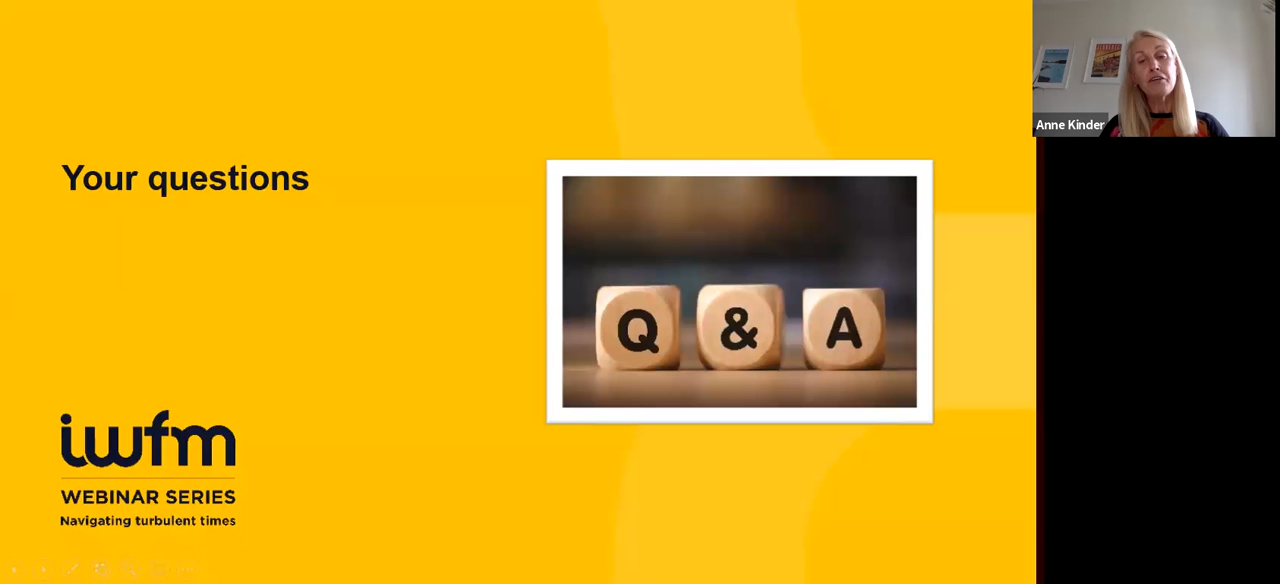 Your questions
Q & A
iwfm
WEBINAR SERIES
Navigating turbulent times
Anne Kinder